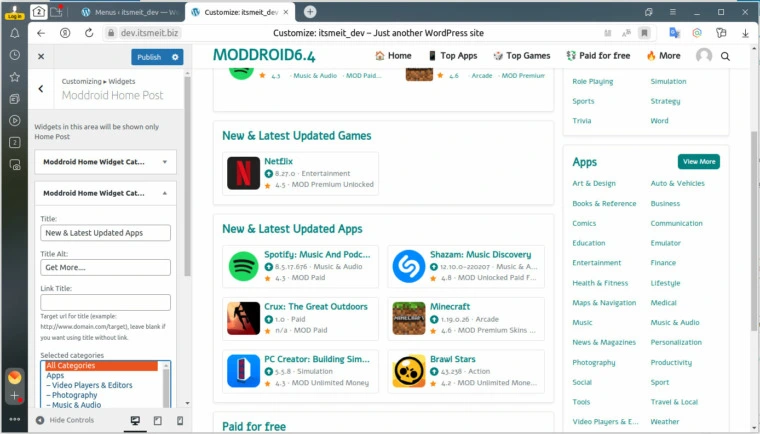 2
Menus ‹ itsmeit_dev — W
Customize: itsmeit_dev
Log in
dev.itsmeit.biz
Customize: itsmeit_dev – Just another WordPress site
Publish
Customizing ▸ Widgets
Moddroid Home Post
Widgets in this area will be shown only
Home Post
Moddroid Home Widget Cat...
Moddroid Home Widget Cat...
Title:
New & Latest Updated Apps
Title Alt:
Get More....
Link Title:
Target url for title (example:
http://www.domain.com/target), leave blank if
you want using title without link.
Selected categories
All Categories
Apps
– Video Players & Editors
– Photography
– Music & Audio
Hide Controls
2
MODDROID6.4
Home
Top Apps
Top Games
Paid for free
More
4.3 · Music & Audio · MOD Paid...
4.6 · Arcade · MOD Premium
New & Latest Updated Games
Netflix
8.27.0 · Entertainment
4.5 · MOD Premium Unlocked
New & Latest Updated Apps
Spotify: Music And Podc...
8.5.17.676 · Music & Audio
4.3 · MOD Paid
Shazam: Music Discovery
12.10.0-220207 · Music & A...
4.8 · MOD Unlocked Paid F...
Crux: The Great Outdoors
1.0 · Paid
n/a · MOD Paid
Minecraft
1.19.0.26 · Arcade
4.6 · MOD Premium Skins ...
PC Creator: Building Sim...
5.5.8 · Simulation
4.3 · MOD Unlimited Money
Brawl Stars
43.238 · Action
4.2 · MOD Unlimited Mone...
Paid for free
Role Playing
Simulation
Sports
Strategy
Trivia
Word
Apps
View More
Art & Design
Auto & Vehicles
Books & Reference
Business
Comics
Communication
Education
Emulator
Entertainment
Finance
Health & Fitness
Lifestyle
Maps & Navigation
Medical
Music
Music & Audio
News & Magazines
Personalization
Photography
Productivity
Social
Sport
Tools
Travel & Local
Video Players & E...
Weather